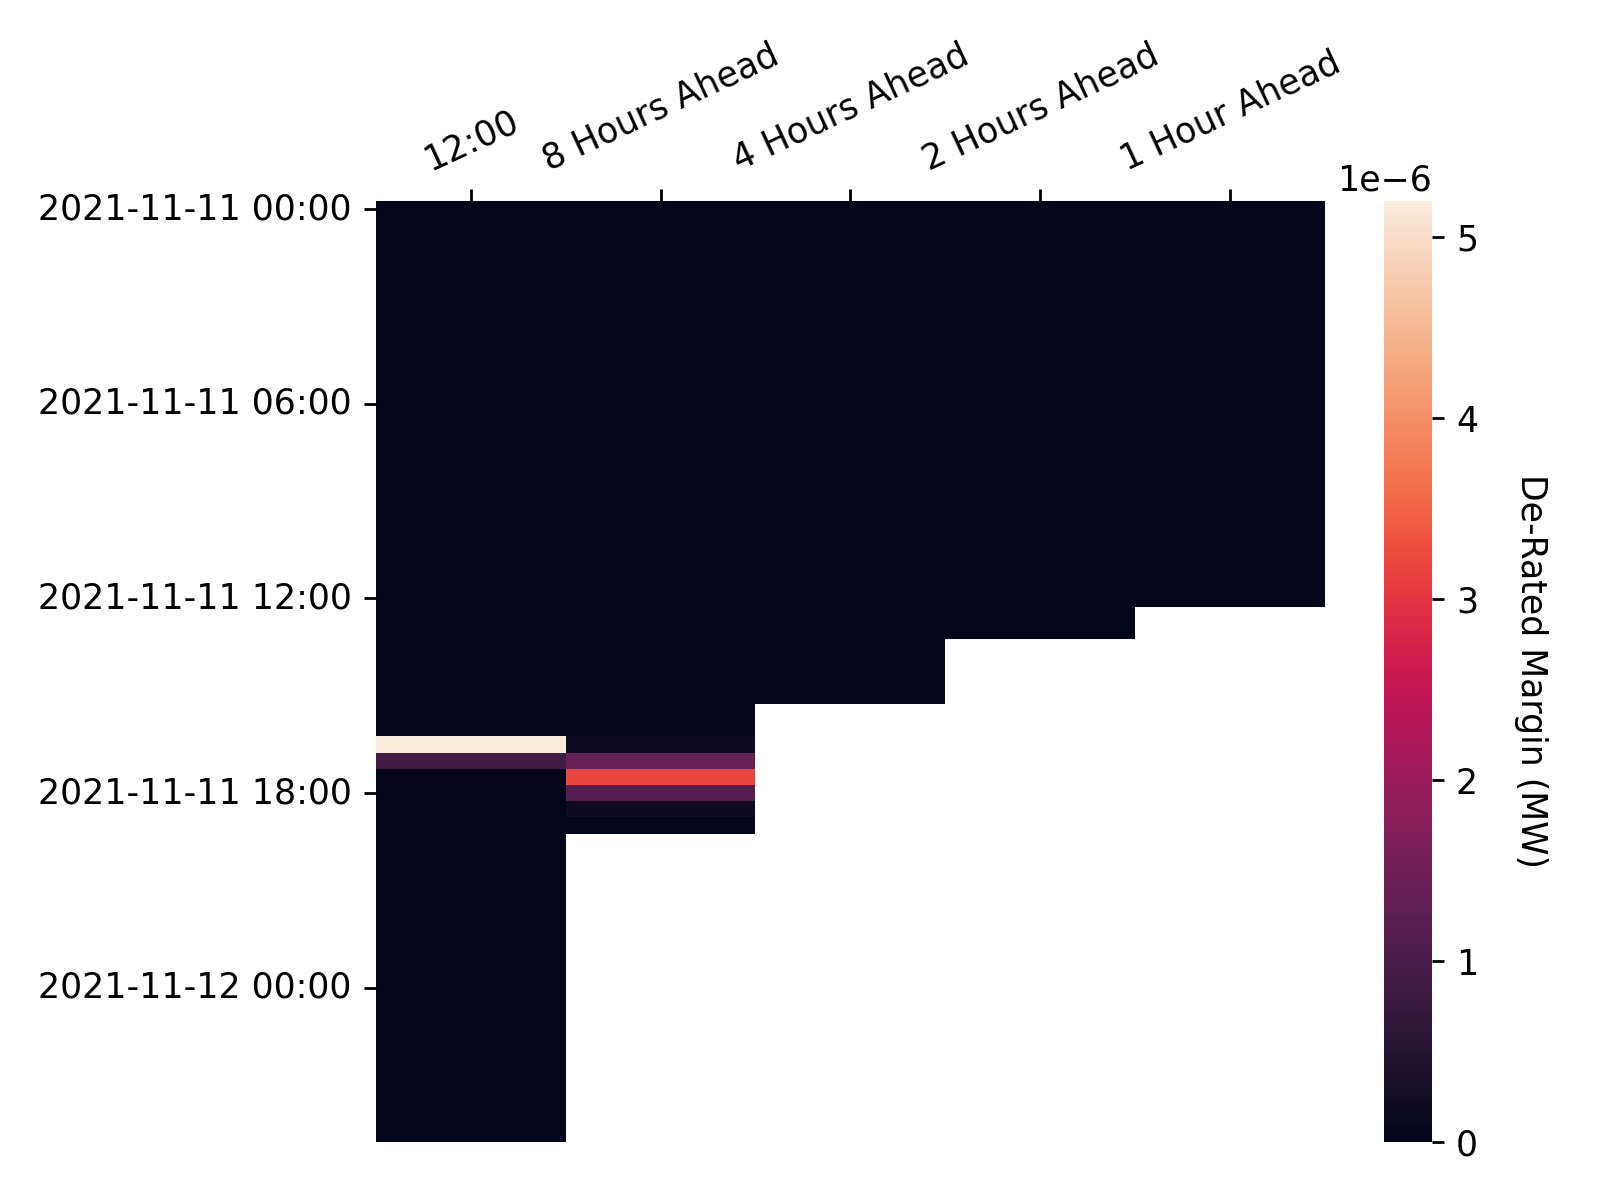 12:00
8 Hours Ahead
4 Hours Ahead
2 Hours Ahead
1 Hour Ahead
1e−6
2021-11-11 00:00
2021-11-11 06:00
2021-11-11 12:00
2021-11-11 18:00
2021-11-12 00:00
5
4
3
2
1
0
De-Rated Margin (MW)